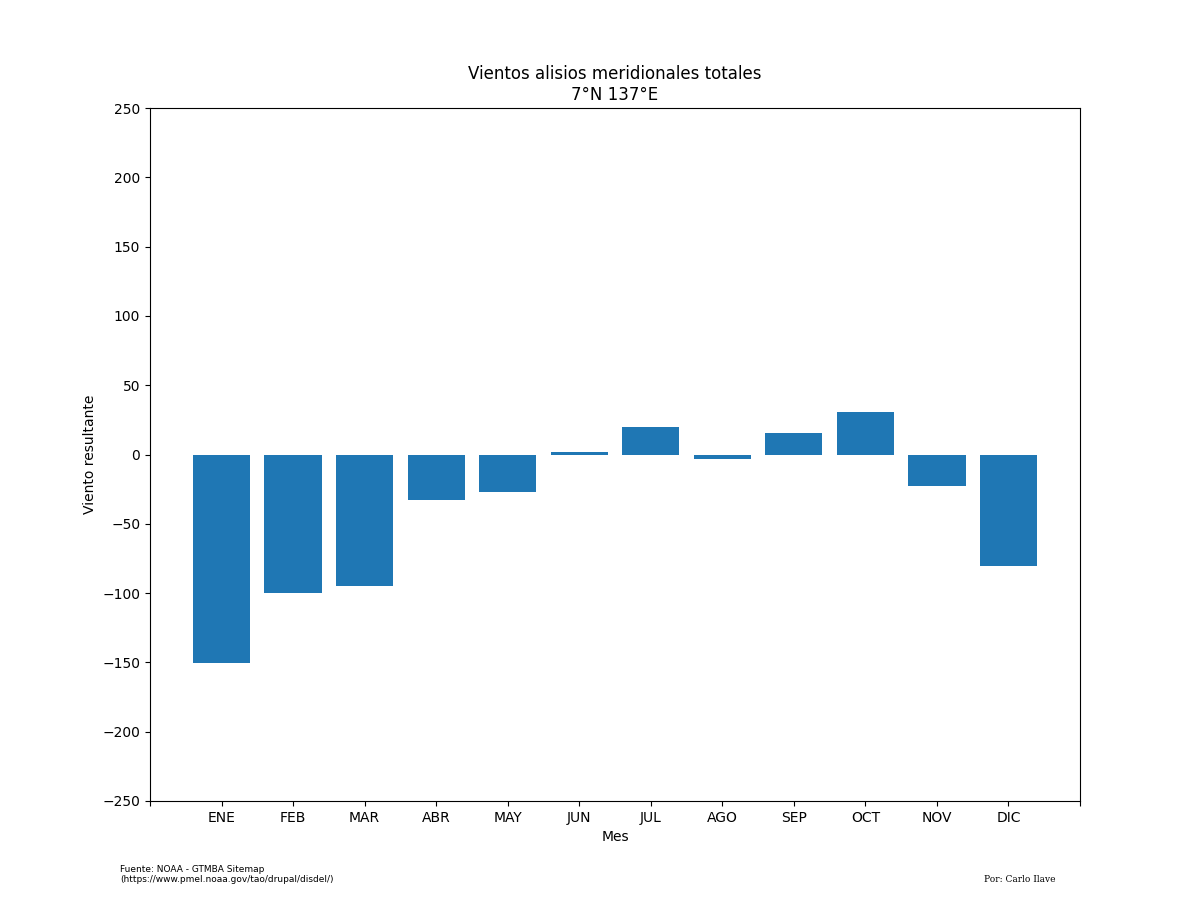 Vientos alisios meridionales totales
7°N 137°E
250
200
150
100
50
0
−50
−100
−150
−200
−250
Viento resultante
ENE FEB MAR ABR MAY JUN JUL AGO SEP OCT NOV DIC
Mes
Fuente: NOAA - GTMBA Sitemap
(https://www.pmel.noaa.gov/tao/drupal/disdel/)
Por: Carlo Ilave